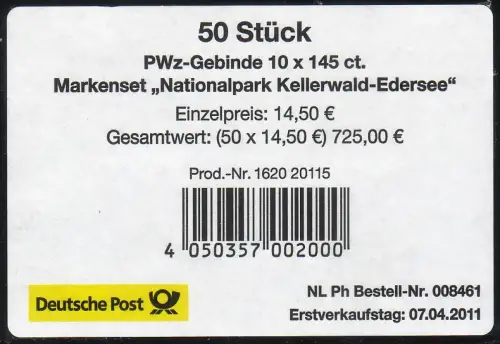 50 Stück
PWz-Gebinde 10 x 145 ct.
Markenset „Nationalpark Kellerwald-Edersee“
Einzelpreis: 14,50 €
Gesamtwert: (50 x 14,50 €) 725,00 €
Prod.-Nr. 1620 20115
4 050357 002000
Deutsche Post
NL Ph Bestell-Nr. 008461
Erstverkaufstag: 07.04.2011